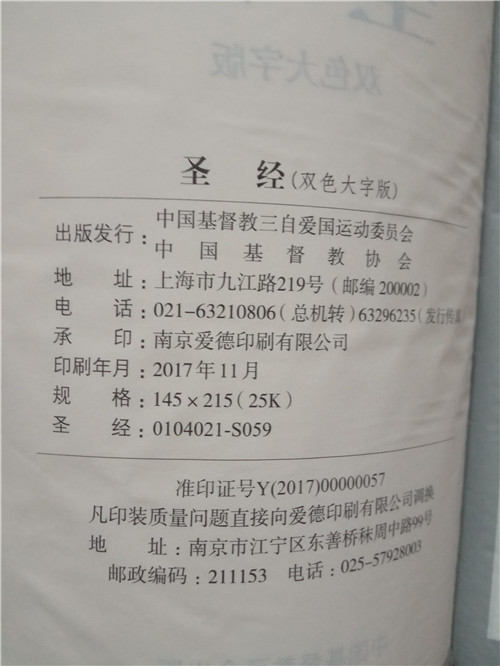 双色大字版
圣 经(双色大字版)
出版发行:中国基督教三自爱国运动委员会
中国基督教协会
地 址:上海市九江路219号(邮编 200002)
电 话:021-63210806(总机转)63296235(发行传真
承 印:南京爱德印刷有限公司
印刷年月:2017年11月
规 格:145×215(25K)
圣 经:0104021-S059
准印证号Y(2017)00000057
凡印装质量问题直接向爱德印刷有限公司调换
地 址:南京市江宁区东善桥秣周中路99号
邮政编码:211153 电话:025-57928003